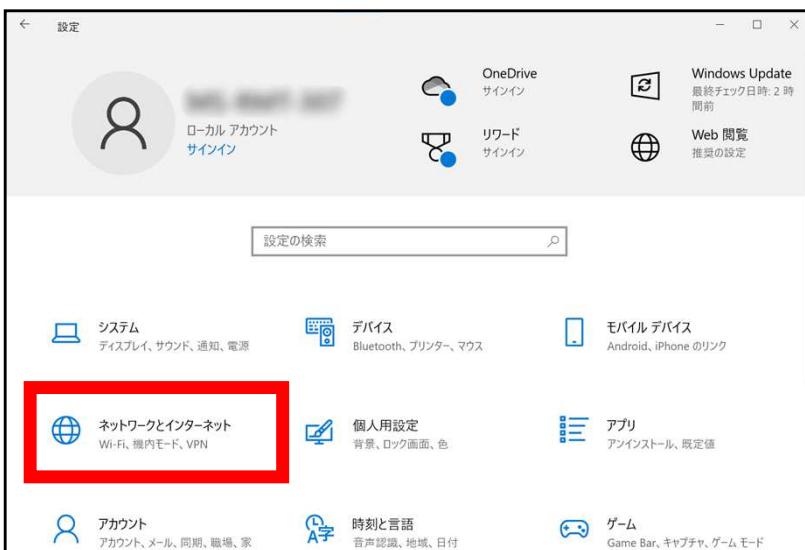 設定
OneDrive
サインイン
Windows Update
最終チェック日時: 2 時
間前
ローカル アカウント
サインイン
リワード
サインイン
Web 閲覧
推奨の設定
設定の検索
システム
ディスプレイ、サウンド、通知、電源
デバイス
Bluetooth、プリンター、マウス
モバイル デバイス
Android、iPhone のリンク
ネットワークとインターネット
Wi-Fi、機内モード、VPN
個人用設定
背景、ロック画面、色
アプリ
アンインストール、既定値
アカウント
アカウント、メール、同期、職場、家
時刻と言語
音声認識、地域、日付
ゲーム
Game Bar、キャプチャ、ゲーム モード